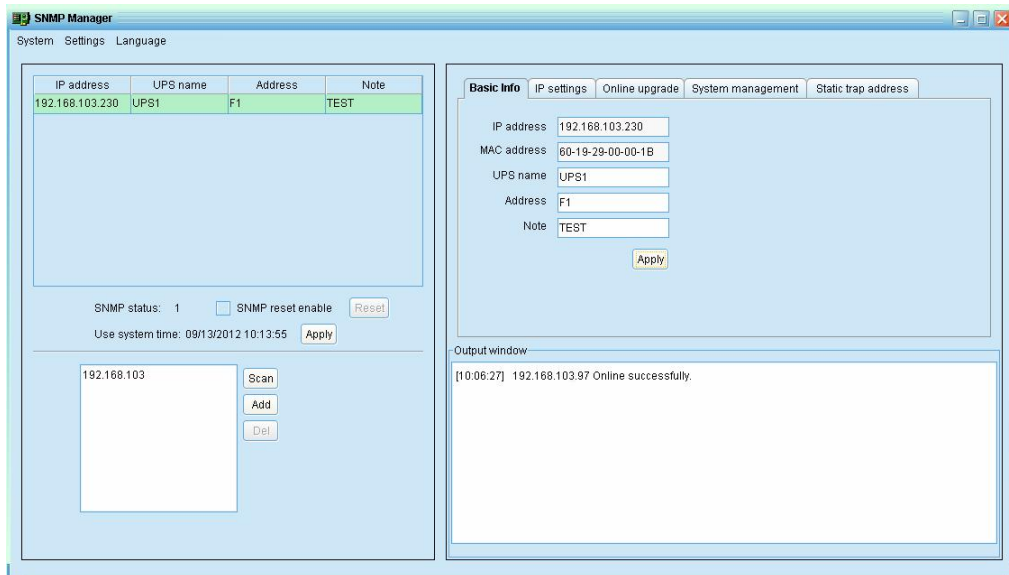 SNMP Manager
System Settings Language
IP address UPS name Address Note
192.168.103.230 UPS1 F1 TEST
SNMP status: 1 SNMP reset enable Reset
Use system time: 09/13/2012 10:13:55 Apply
192.168.103
Scan
Add
Del
Basic Info IP settings Online upgrade System management Static trap address
IP address 192.168.103.230
MAC address 60-19-29-00-00-1B
UPS name UPS1
Address F1
Note TEST
Apply
Output window
[10:06:27] 192.168.103.97 Online successfully.